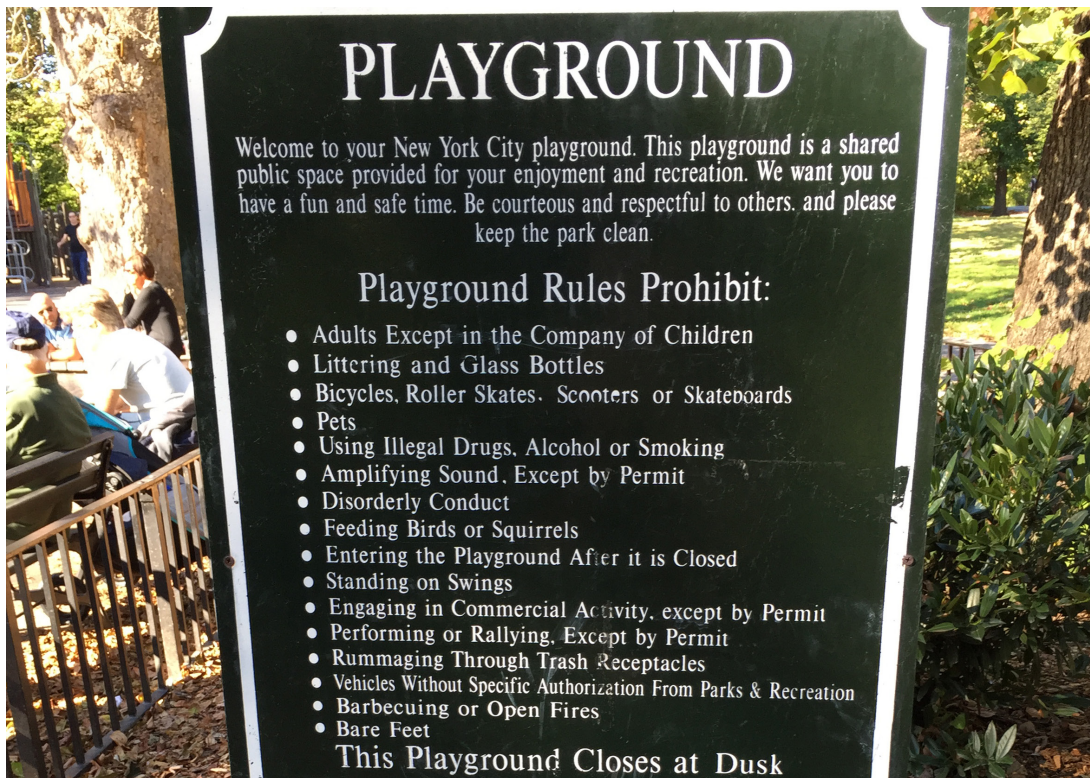 PLAYGROUND
Welcome to your New York City playground. This playground is a shared
public space provided for your enjoyment and recreation. We want you to
have a fun and safe time. Be courteous and respectful to others. and please
keep the park clean.
Playground Rules Prohibit:
• Adults Except in the Company of Children
• Littering and Glass Bottles
• Bicycles, Roller Skates, Scooters or Skateboards
• Pets
• Using Illegal Drugs, Alcohol or Smoking
• Amplifying Sound, Except by Permit
• Disorderly Conduct
• Feeding Birds or Squirrels
• Entering the Playground After it is Closed
• Standing on Swings
• Engaging in Commercial Activity, except by Permit
• Performing or Rallying, Except by Permit
• Rummaging Through Trash Receptacles
• Vehicles Without Specific Authorization From Parks & Recreation
• Barbecuing or Open Fires
• Bare Feet
This Playground Closes at Dusk